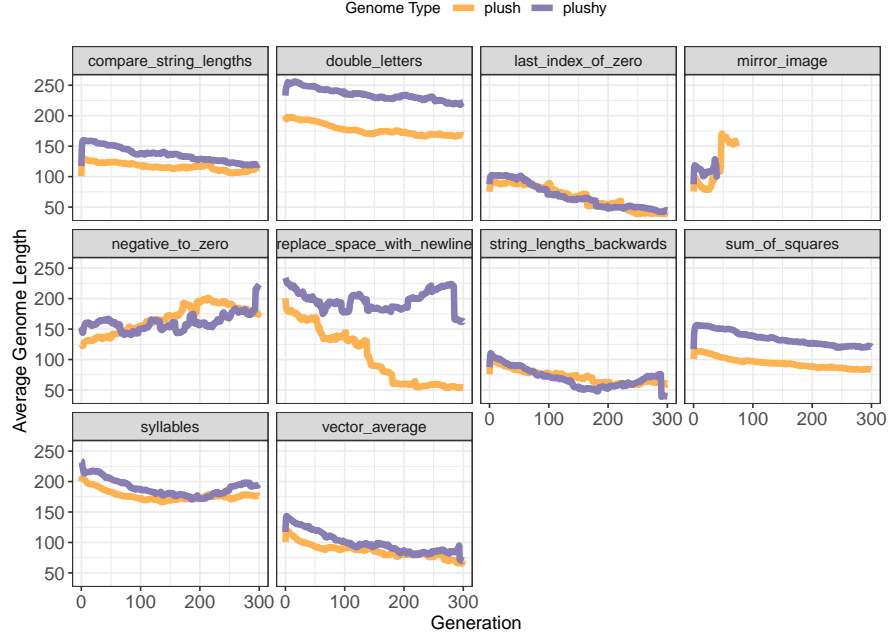 Genome Type plush plushy
compare_string_lengths double_letters last_index_of_zero mirror_image
250
200
150
100
50
negative_to_zero replace_space_with_newline string_lengths_backwards sum_of_squares
250
200
150
100
50
0 100 200 300 0 100 200 300
syllables vector_average
250
200
150
100
50
0 100 200 300 0 100 200 300
Average Genome Length
Generation